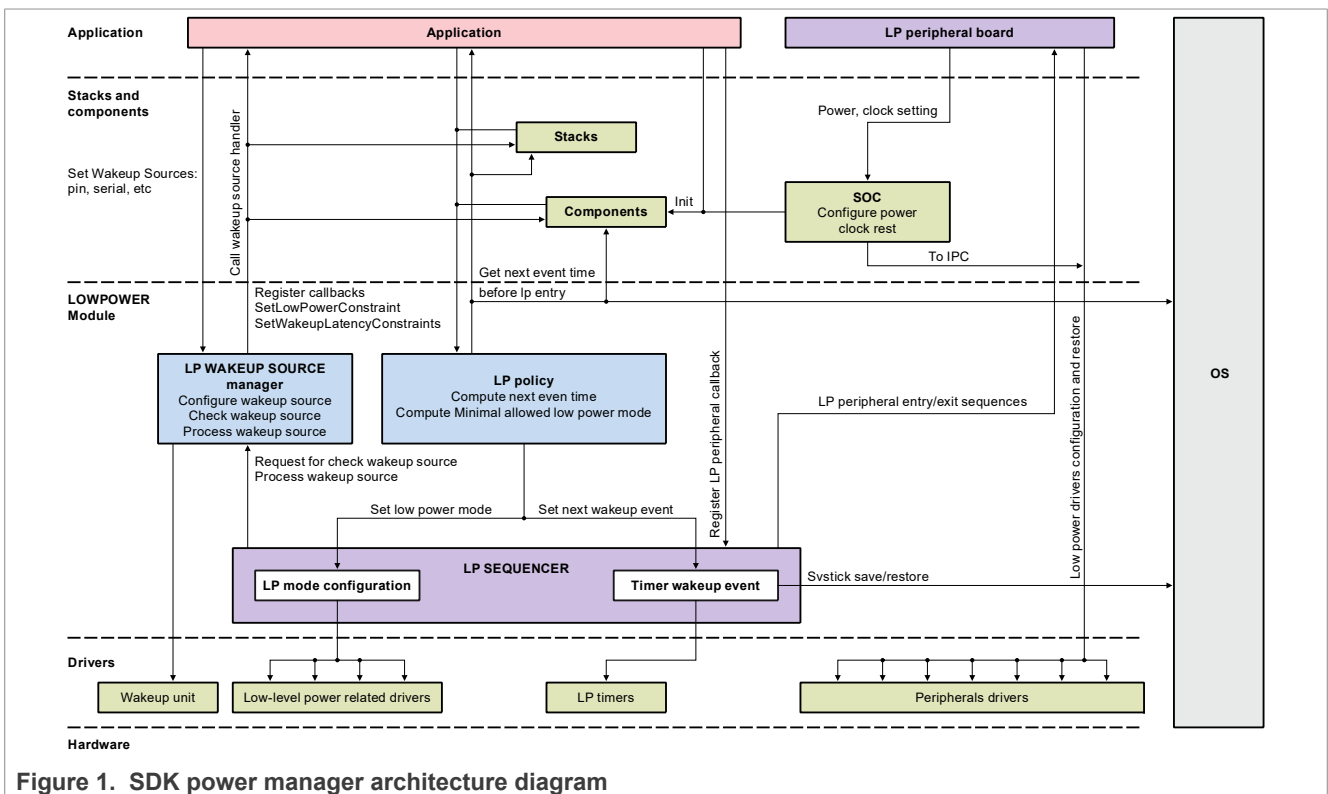 Application
Application
LP peripheral board
Stacks and
components
Power, clock setting
Stacks
Set Wakeup Sources:
pin, serial, etc
Call wakeup source handler
Components
Init
SOC
Configure power
clock rest
To IPC
Get next event time
before lp entry
LOWPOWER
Module
Register callbacks
SetLowPowerConstraint
SetWakeupLatencyConstraints
LP WAKEUP SOURCE
manager
Configure wakeup source
Check wakeup source
Process wakeup source
LP policy
Compute next even time
Compute Minimal allowed low power mode
Register LP peripheral callback
LP peripheral entry/exit sequences
Low power drivers configuration and restore
OS
Request for check wakeup source
Process wakeup source
Set low power mode
Set next wakeup event
LP SEQUENCER
LP mode configuration
Timer wakeup event
Svstick save/restore
Drivers
Wakeup unit
Low-level power related drivers
LP timers
Peripherals drivers
Hardware
Figure 1. SDK power manager architecture diagram